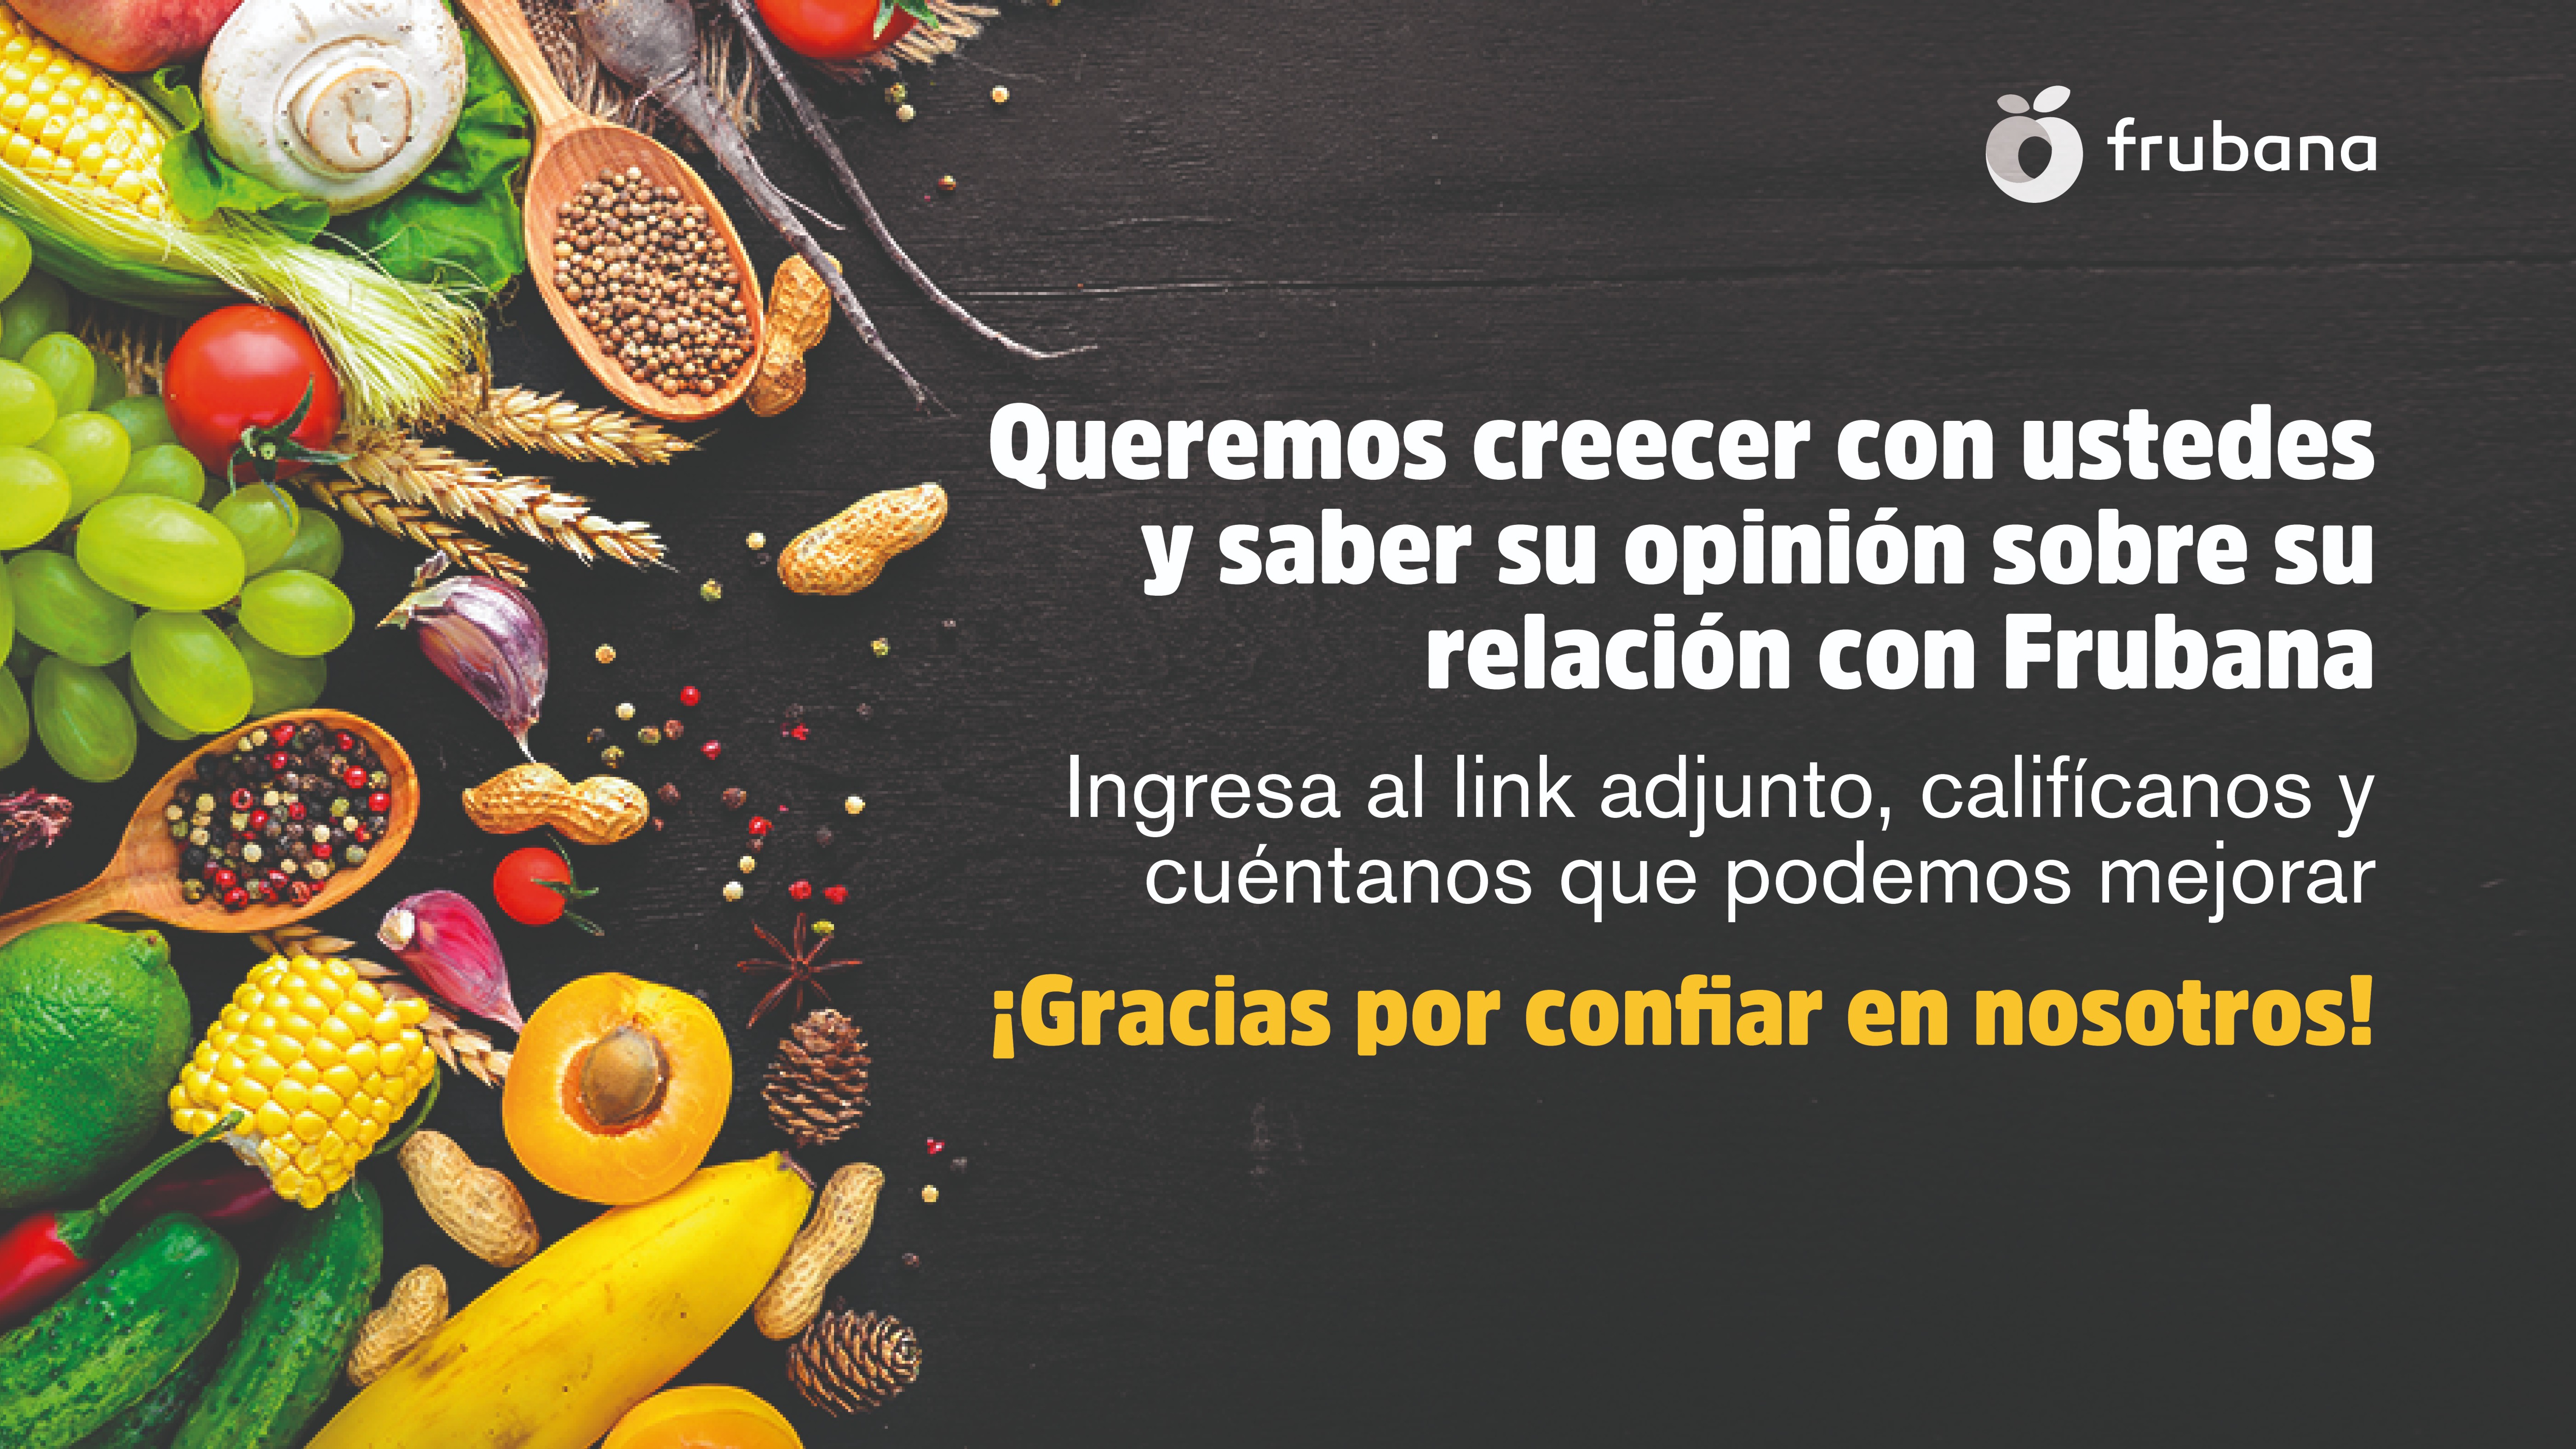 frubana
Queremos creecer con ustedes
y saber su opinión sobre su
relación con Frubana
Ingresa al link adjunto, califícanos y
cuéntanos que podemos mejorar
¡Gracias por confiar en nosotros!